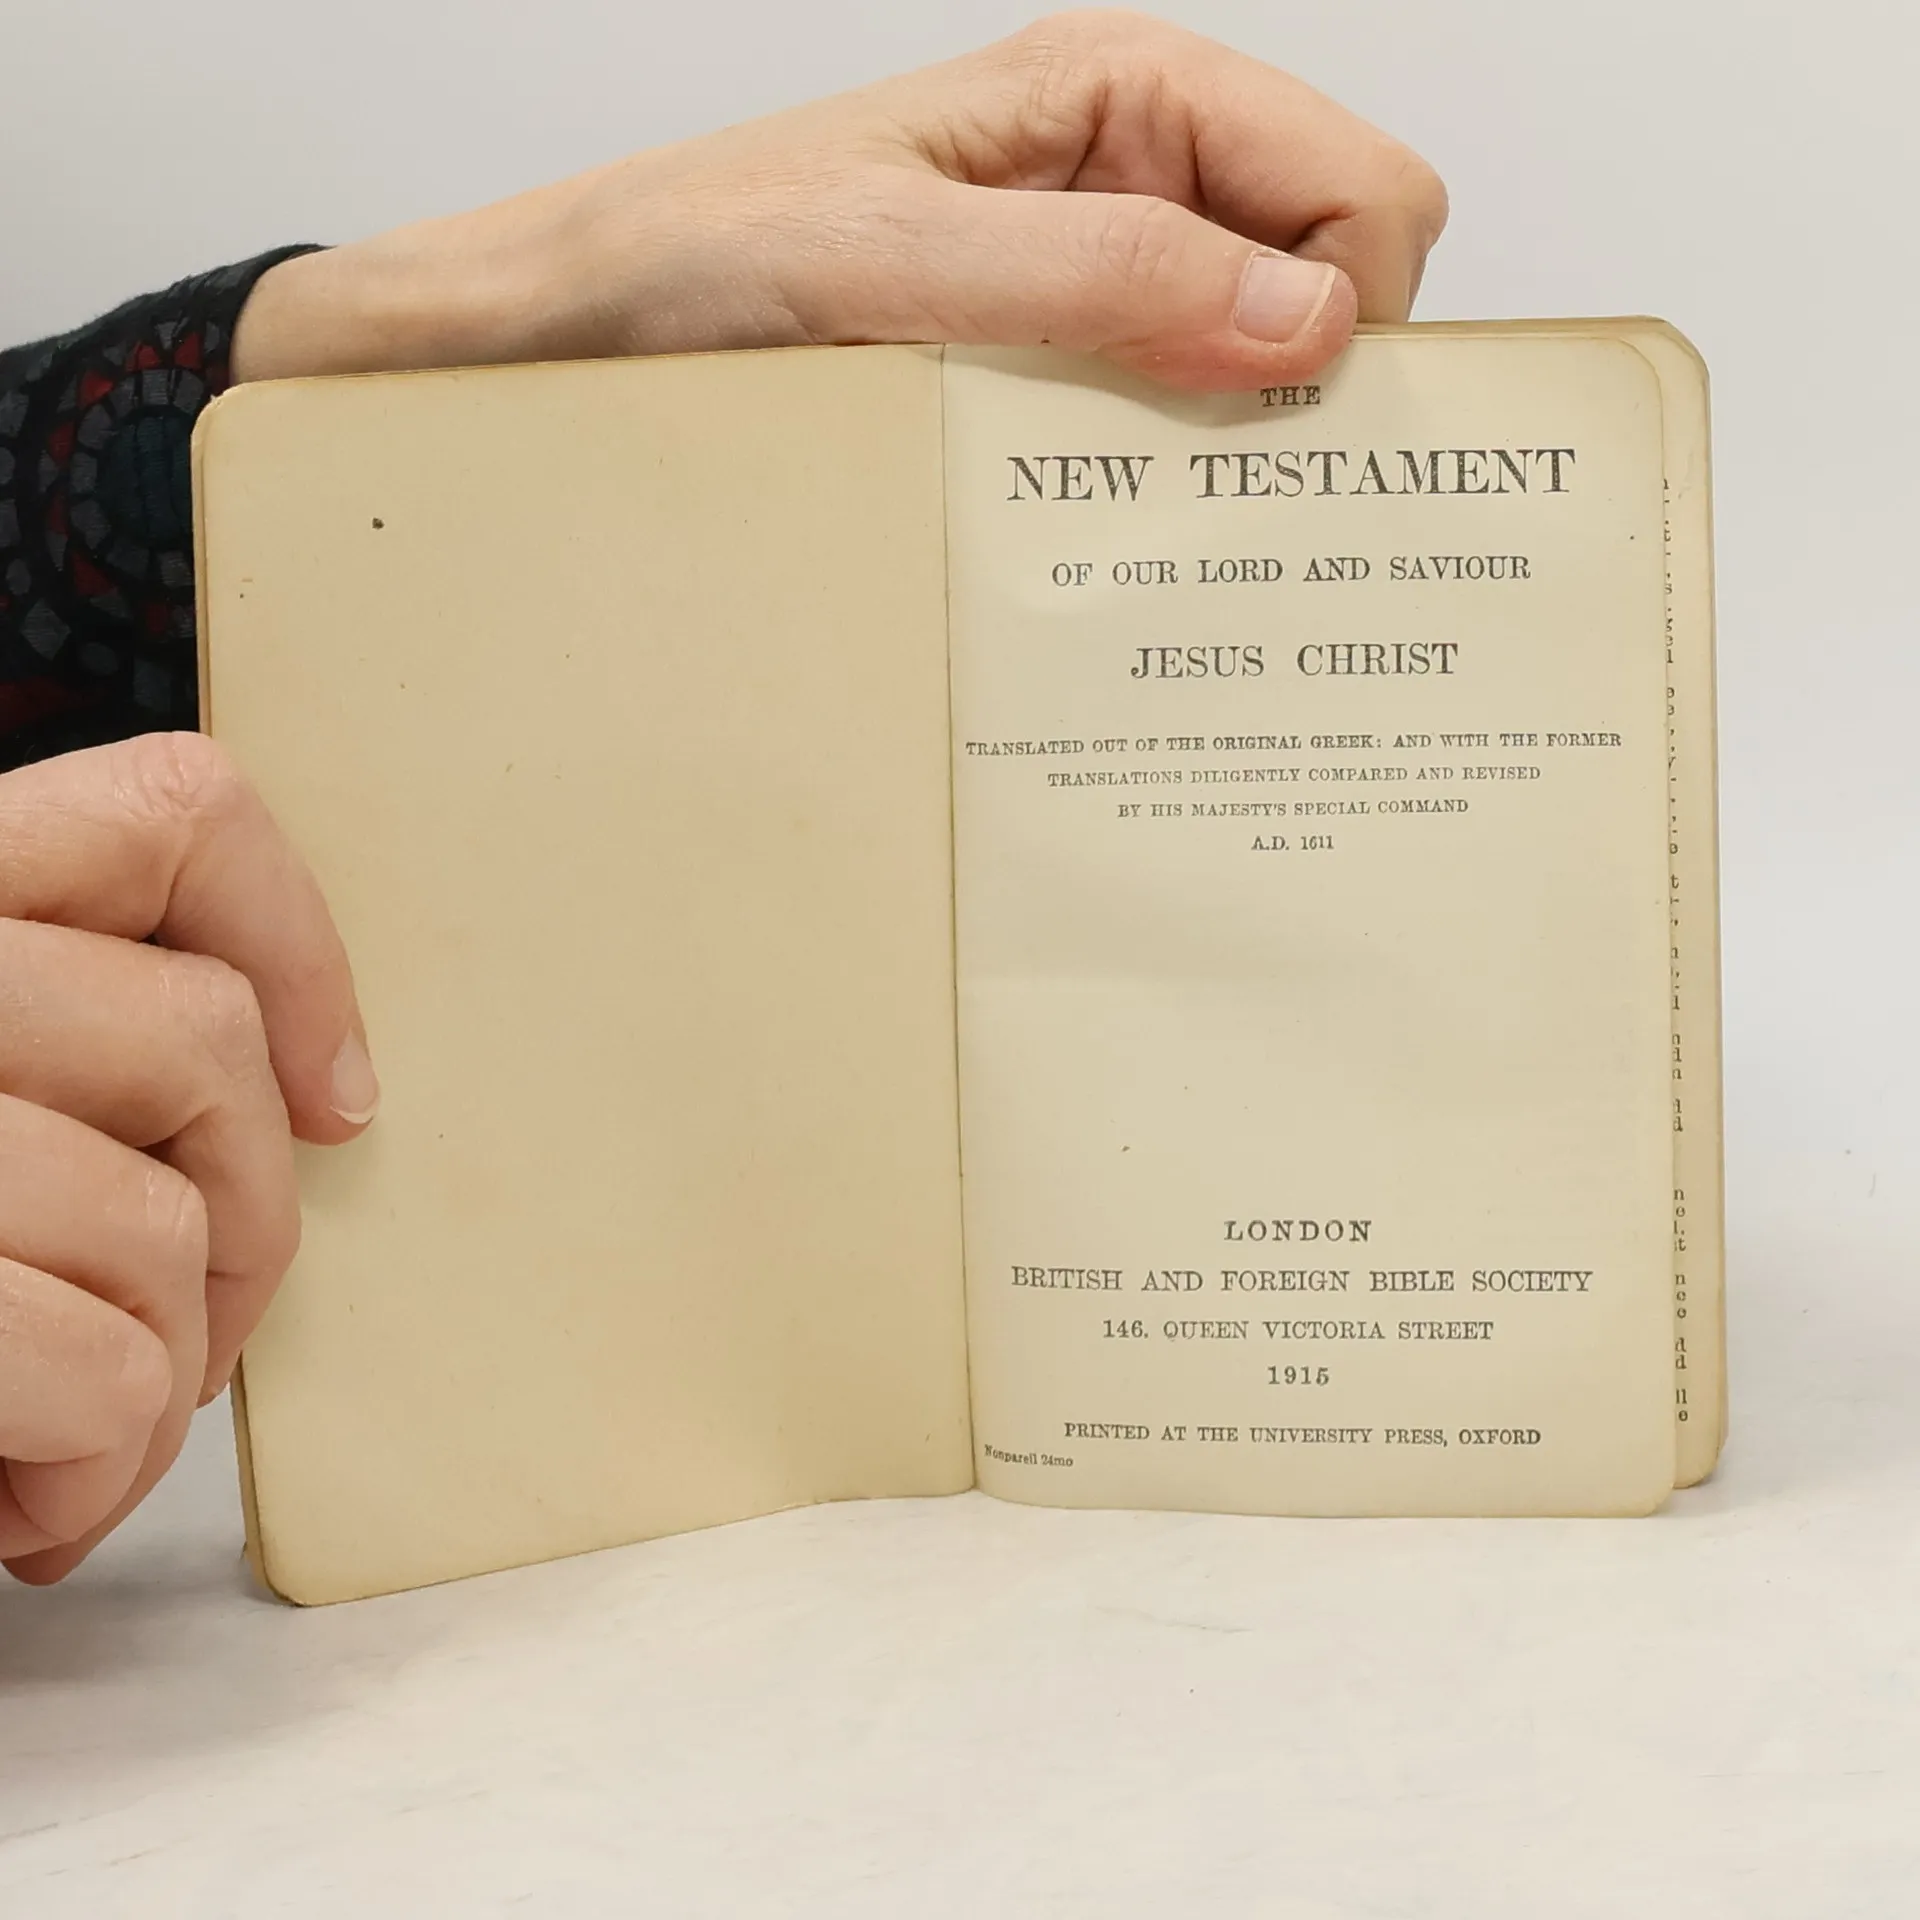 THE
NEW TESTAMENT
OF OUR LORD AND SAVIOUR
JESUS CHRIST
TRANSLATED OUT OF THE ORIGINAL GREEK: AND WITH THE FORMER
TRANSLATIONS DILIGENTLY COMPARED AND REVISED
BY HIS MAJESTY'S SPECIAL COMMAND
A.D. 1611
LONDON
BRITISH AND FOREIGN BIBLE SOCIETY
146, QUEEN VICTORIA STREET
1915
PRINTED AT THE UNIVERSITY PRESS, OXFORD
Nonpareil 24mo